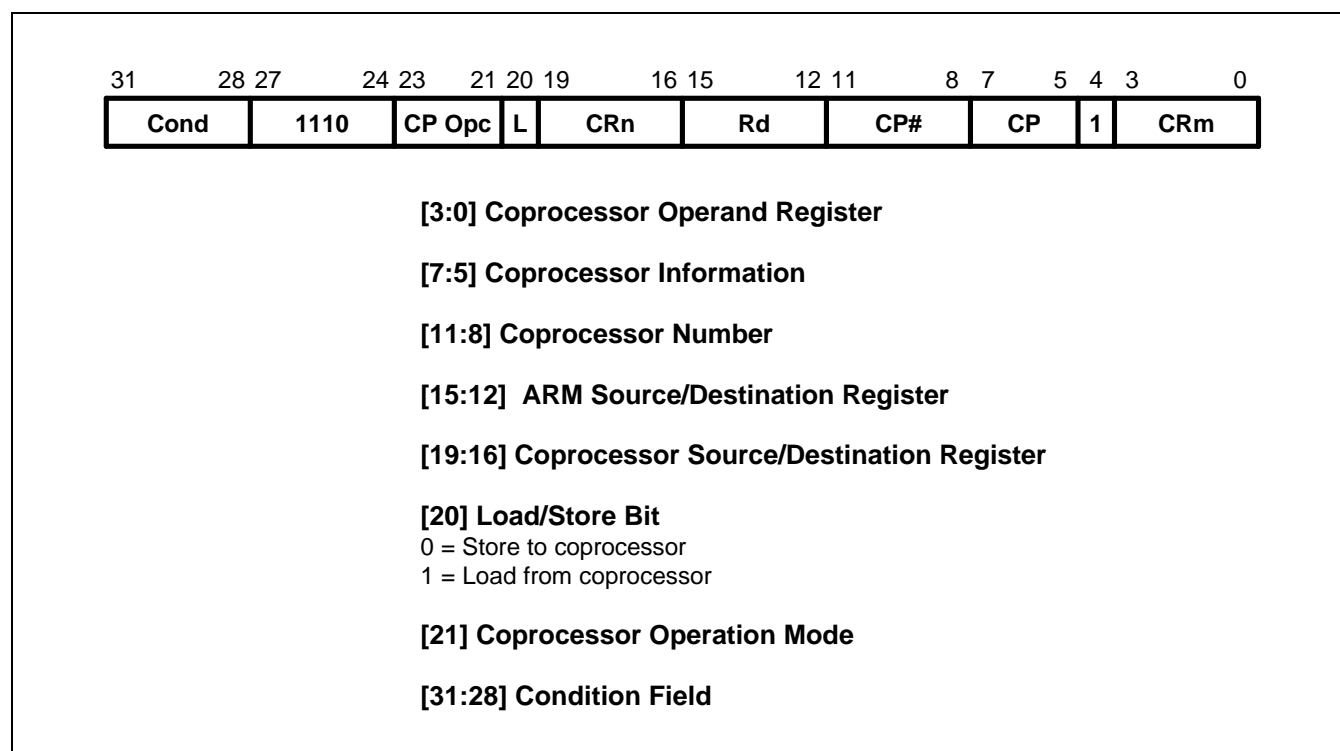 31 28 27 24 23 21 20 19 16 15 12 11 8 7 5 4 3 0
Cond 1110 CP Opc L CRn Rd CP# CP 1 CRm
[3:0] Coprocessor Operand Register
[7:5] Coprocessor Information
[11:8] Coprocessor Number
[15:12] ARM Source/Destination Register
[19:16] Coprocessor Source/Destination Register
[20] Load/Store Bit
0 = Store to coprocessor
1 = Load from coprocessor
[21] Coprocessor Operation Mode
[31:28] Condition Field